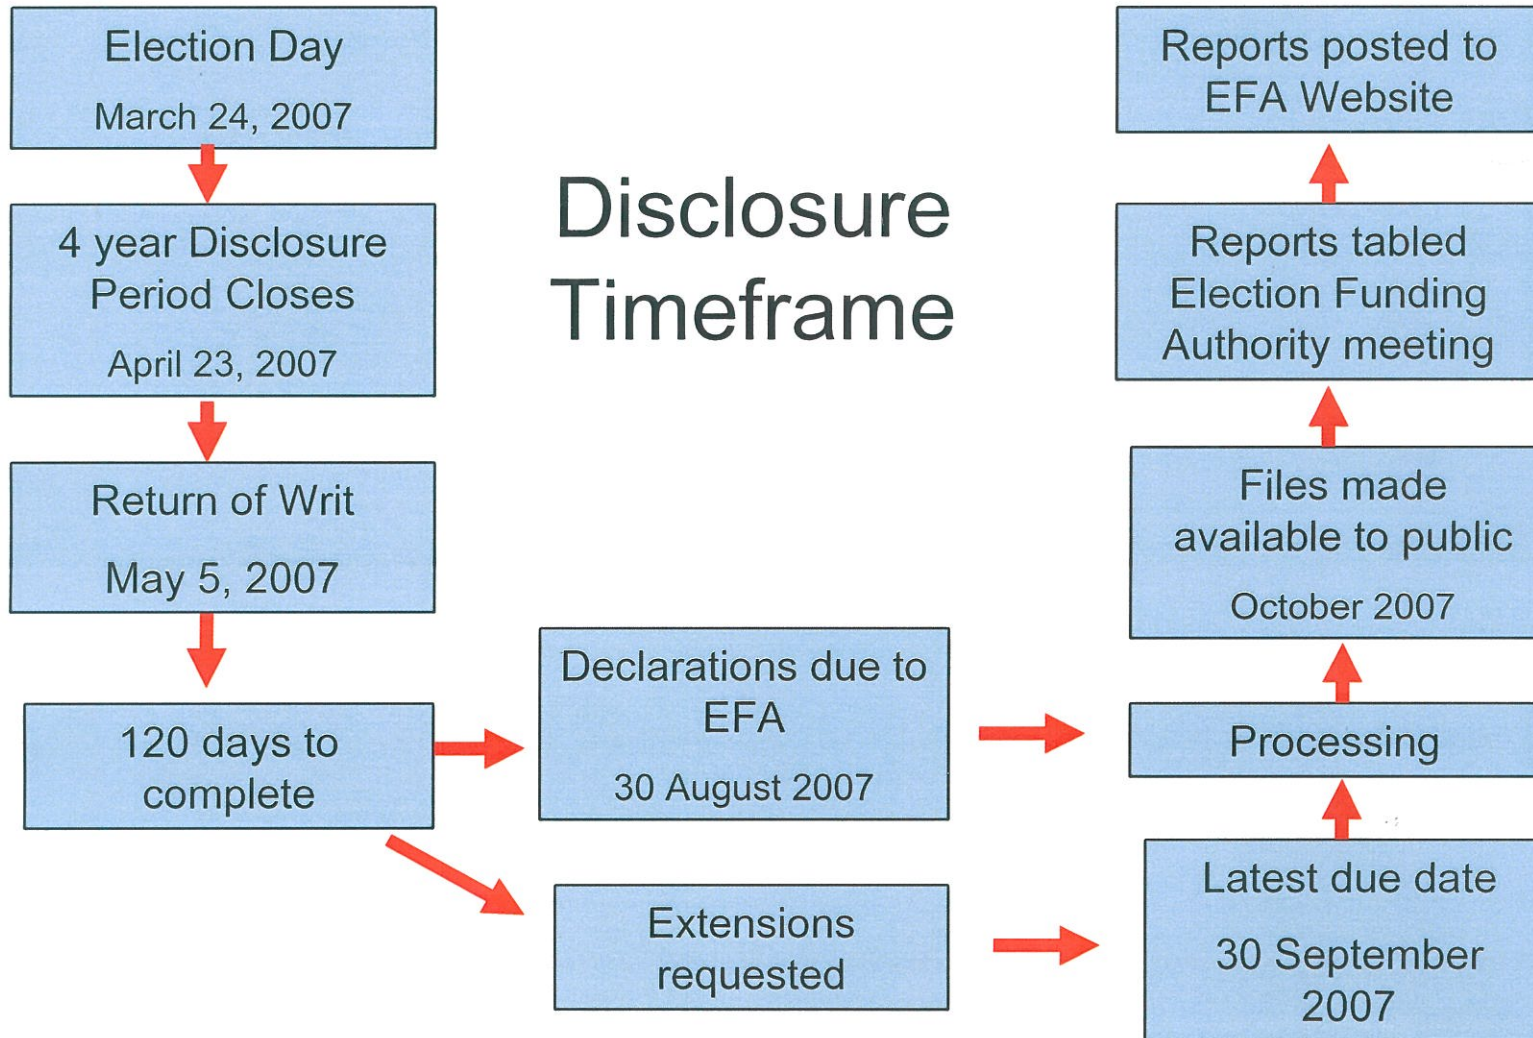 Election Day
March 24, 2007
4 year Disclosure
Period Closes
April 23, 2007
Return of Writ
May 5, 2007
120 days to
complete
Disclosure
Timeframe
Declarations due to
EFA
30 August 2007
Extensions
requested
Reports posted to
EFA Website
Reports tabled
Election Funding
Authority meeting
Files made
available to public
October 2007
Processing
Latest due date
30 September
2007